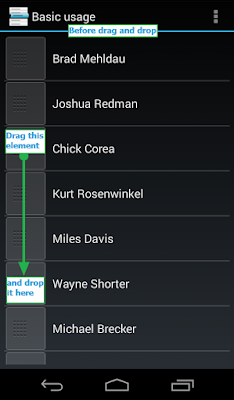 Basic usage
Before drag and drop
Brad Mehldau
Joshua Redman
Drag this
element
Chick Corea
Kurt Rosenwinkel
Miles Davis
and drop
it here
Wayne Shorter
Michael Brecker